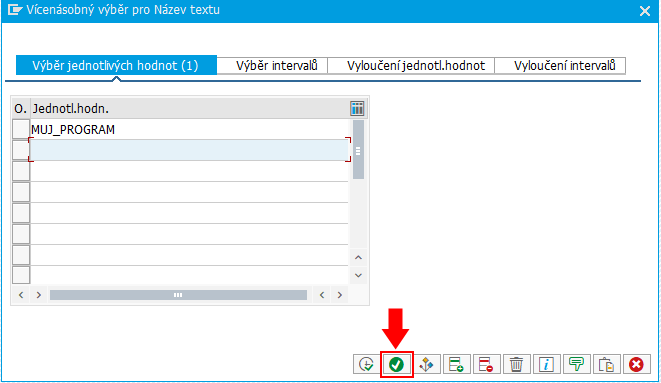 Vícenásobný výběr pro Název textu
Výběr jednotlivých hodnot (1)
Výběr intervalů
Vyloučení jednotl.hodnot
Vyloučení intervalů
O. Jednotl.hodn.
MUJ_PROGRAM